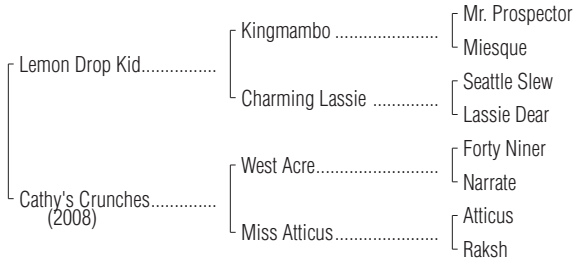 Mr. Prospector
Kingmambo ....................
Miesque
Lemon Drop Kid...............
Seattle Slew
Charming Lassie .............
Lassie Dear
Forty Niner
West Acre........................
Narrate
Cathy's Crunches.............
(2008)
Atticus
Miss Atticus....................
Raksh